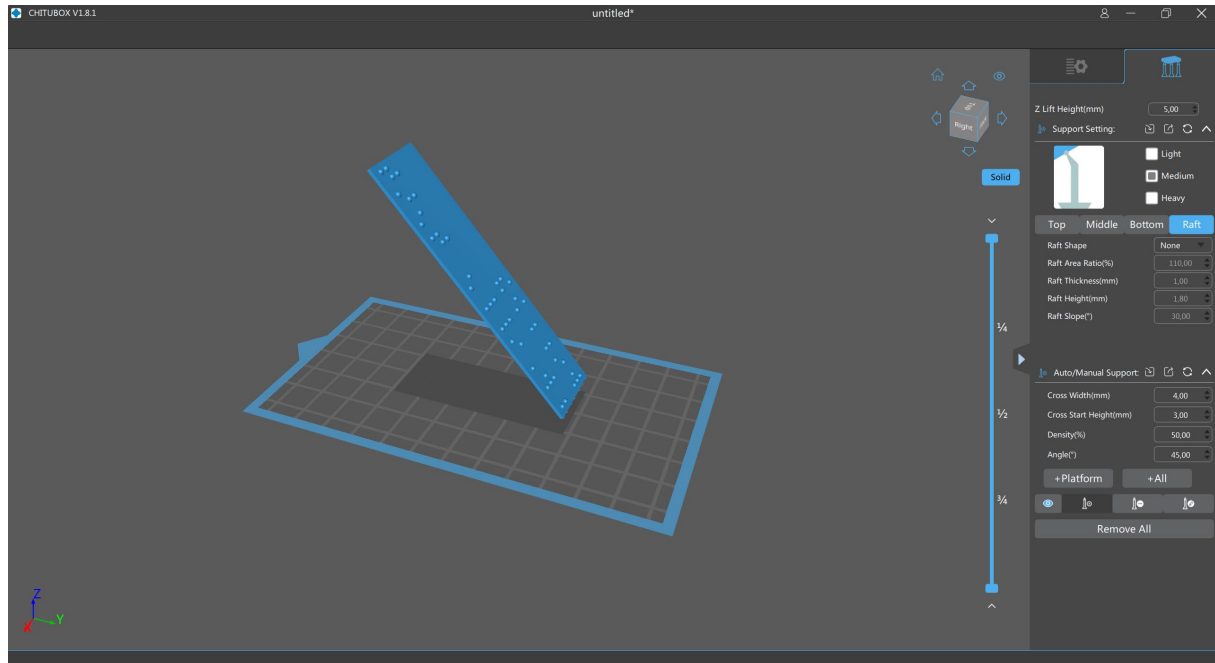 CHITUBOX V1.8.1
untitled*
Z Lift Height(mm) 5,00
Support Setting:
Light
Medium
Heavy
Top Middle Bottom Raft
Raft Shape None
Raft Area Ratio(%) 110,00
Raft Thickness(mm) 1,00
Raft Height(mm) 1,80
Raft Slope(°) 30,00
Auto/Manual Support:
Cross Width(mm) 4,00
Cross Start Height(mm) 3,00
Density(%) 50,00
Angle(°) 45,00
+Platform +All
Remove All
Right
Solid
¼
½
¾
Z
Y
X